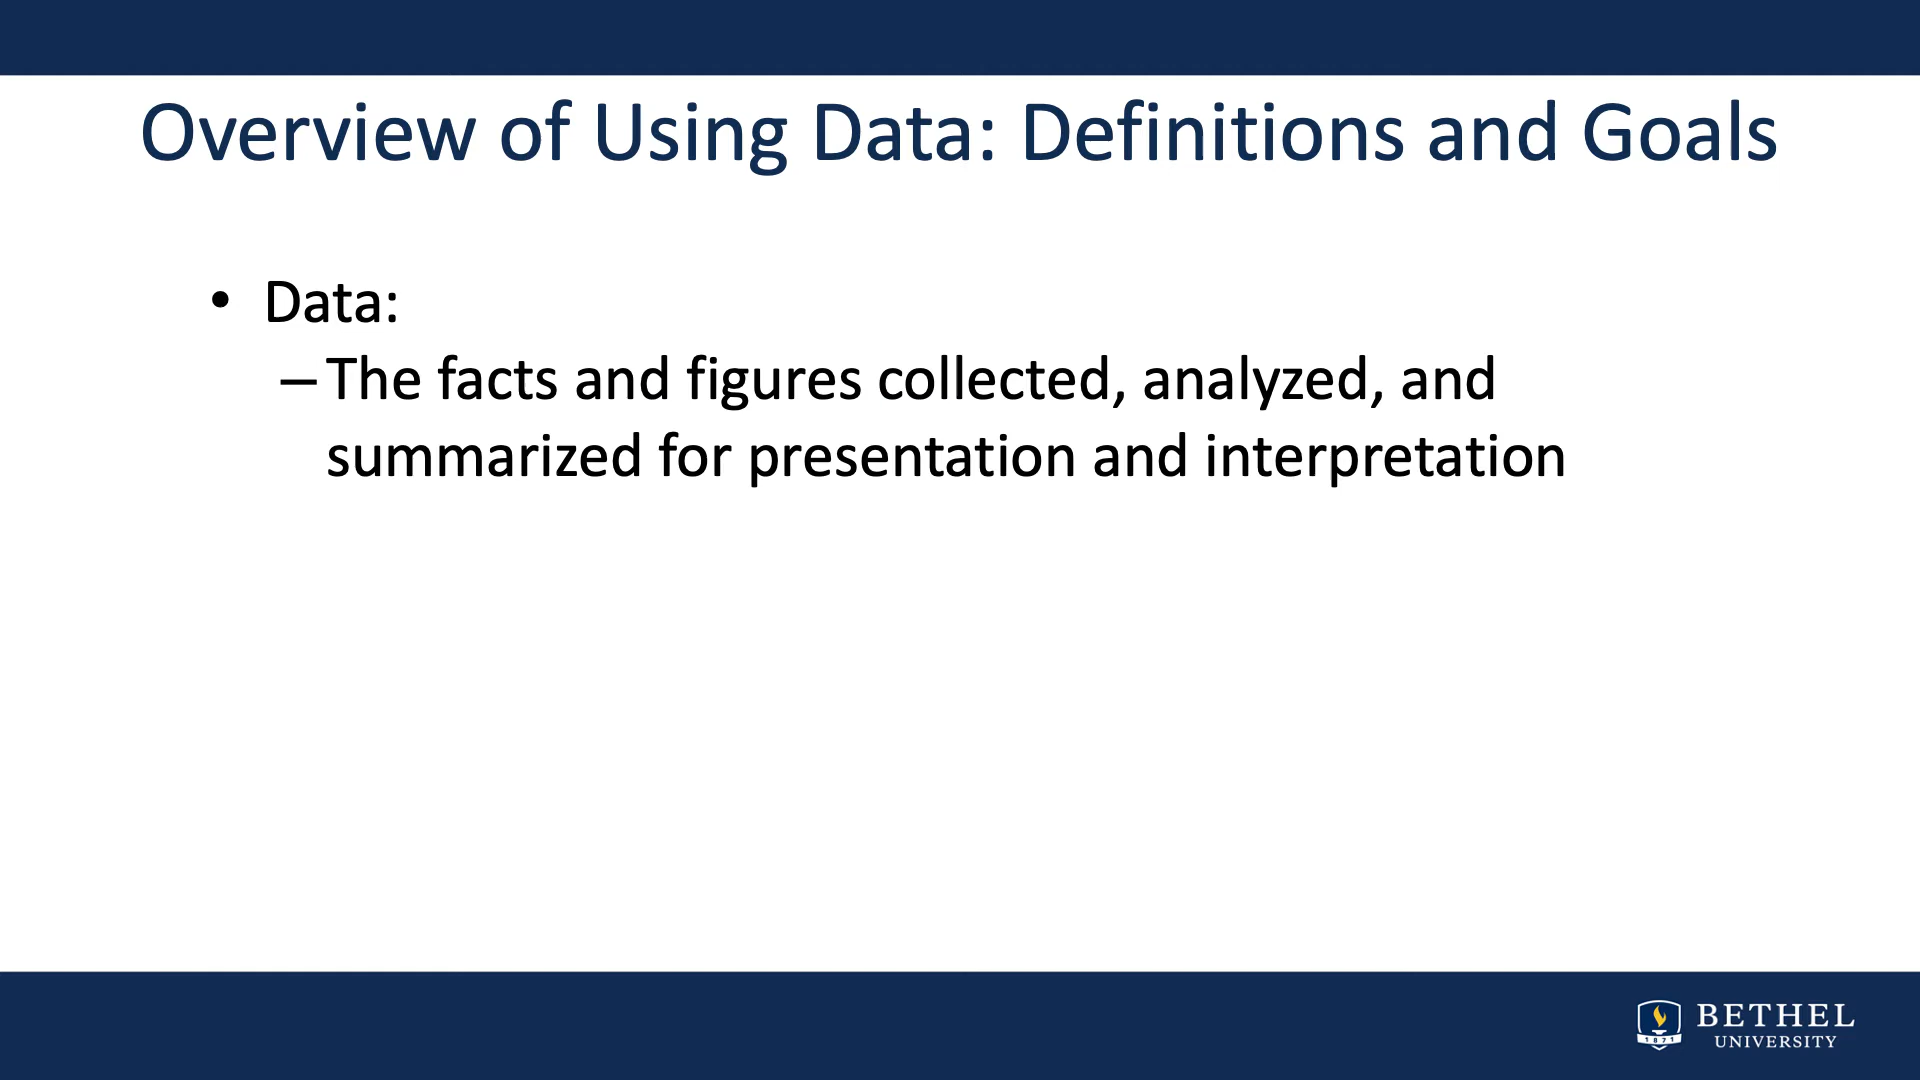 Overview of Using Data: Definitions and Goals
• Data:
– The facts and figures collected, analyzed, and
summarized for presentation and interpretation
1871
BETHEL
UNIVERSITY